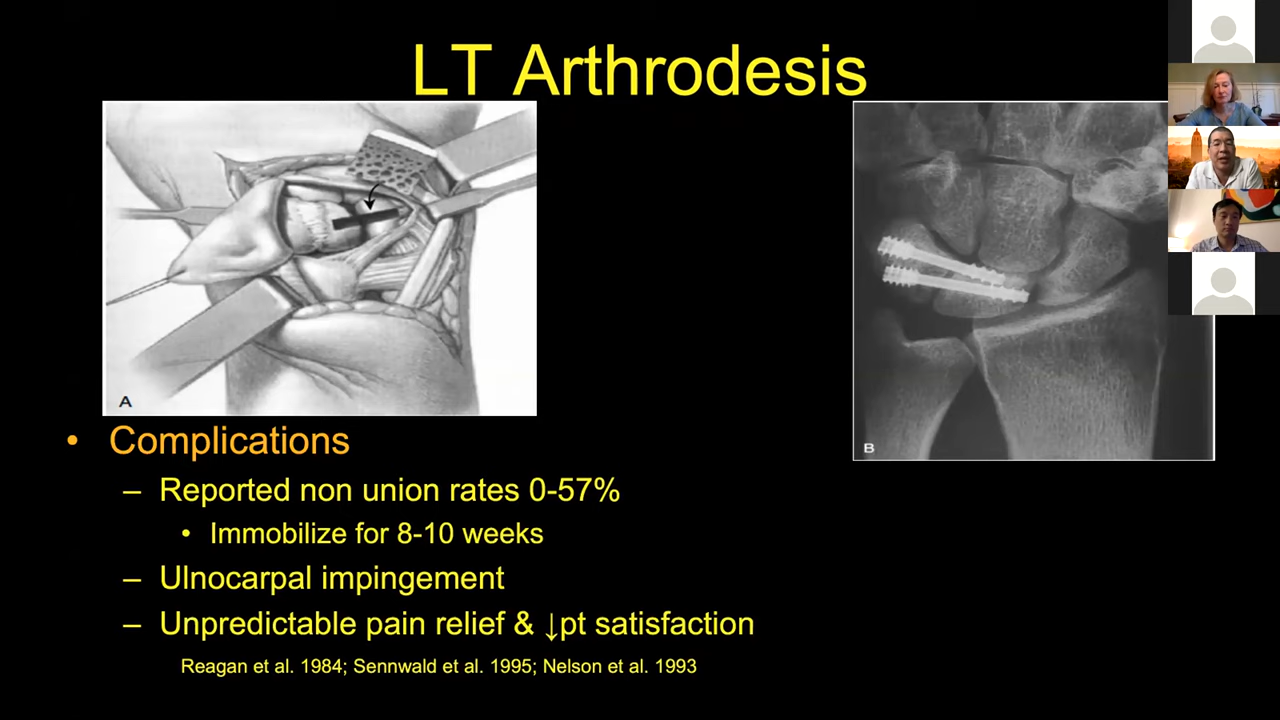 LT Arthrodesis
A
B
• Complications
– Reported non union rates 0-57%
• Immobilize for 8-10 weeks
– Ulnocarpal impingement
– Unpredictable pain relief & ↓pt satisfaction
Reagan et al. 1984; Sennwald et al. 1995; Nelson et al. 1993